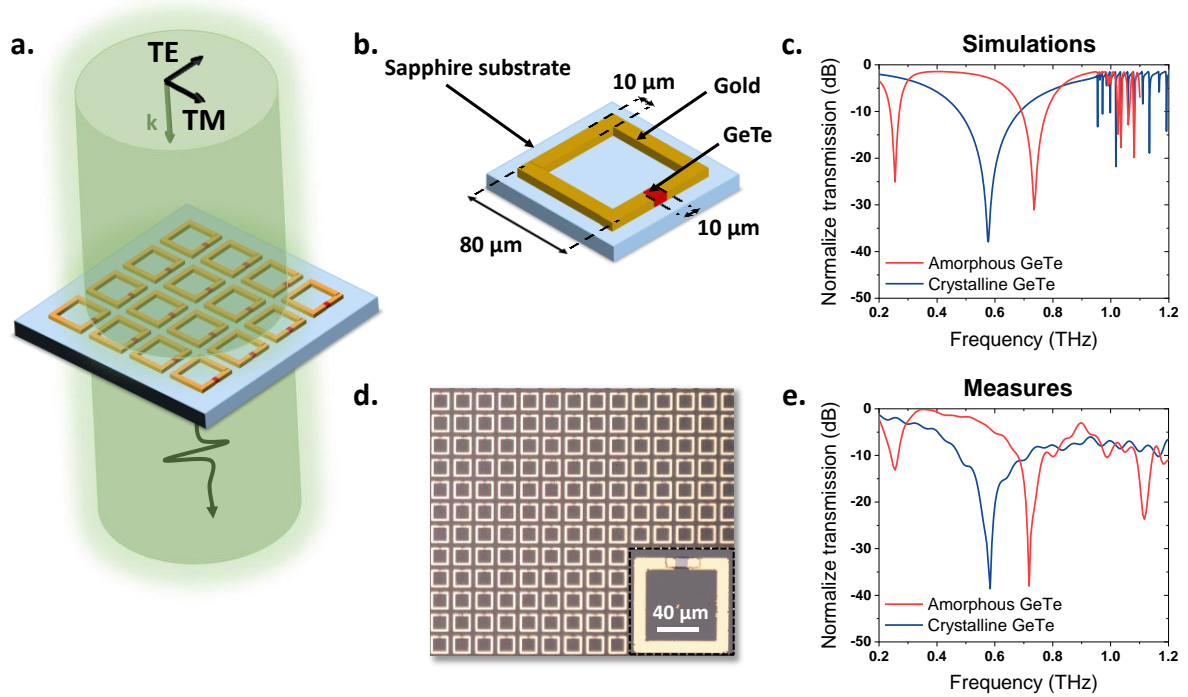 a.
TE
TM
k
b.
Sapphire substrate
10 µm
Gold
GeTe
10 µm
80 µm
c.
Simulations
Normalize transmission (dB)
0
-10
-20
-30
-40
-50
Amorphous GeTe
Crystalline GeTe
0.2 0.4 0.6 0.8 1.0 1.2
Frequency (THz)
d.
40 µm
e.
Measures
Normalize transmission (dB)
0
-10
-20
-30
-40
-50
Amorphous GeTe
Crystalline GeTe
0.2 0.4 0.6 0.8 1.0 1.2
Frequency (THz)